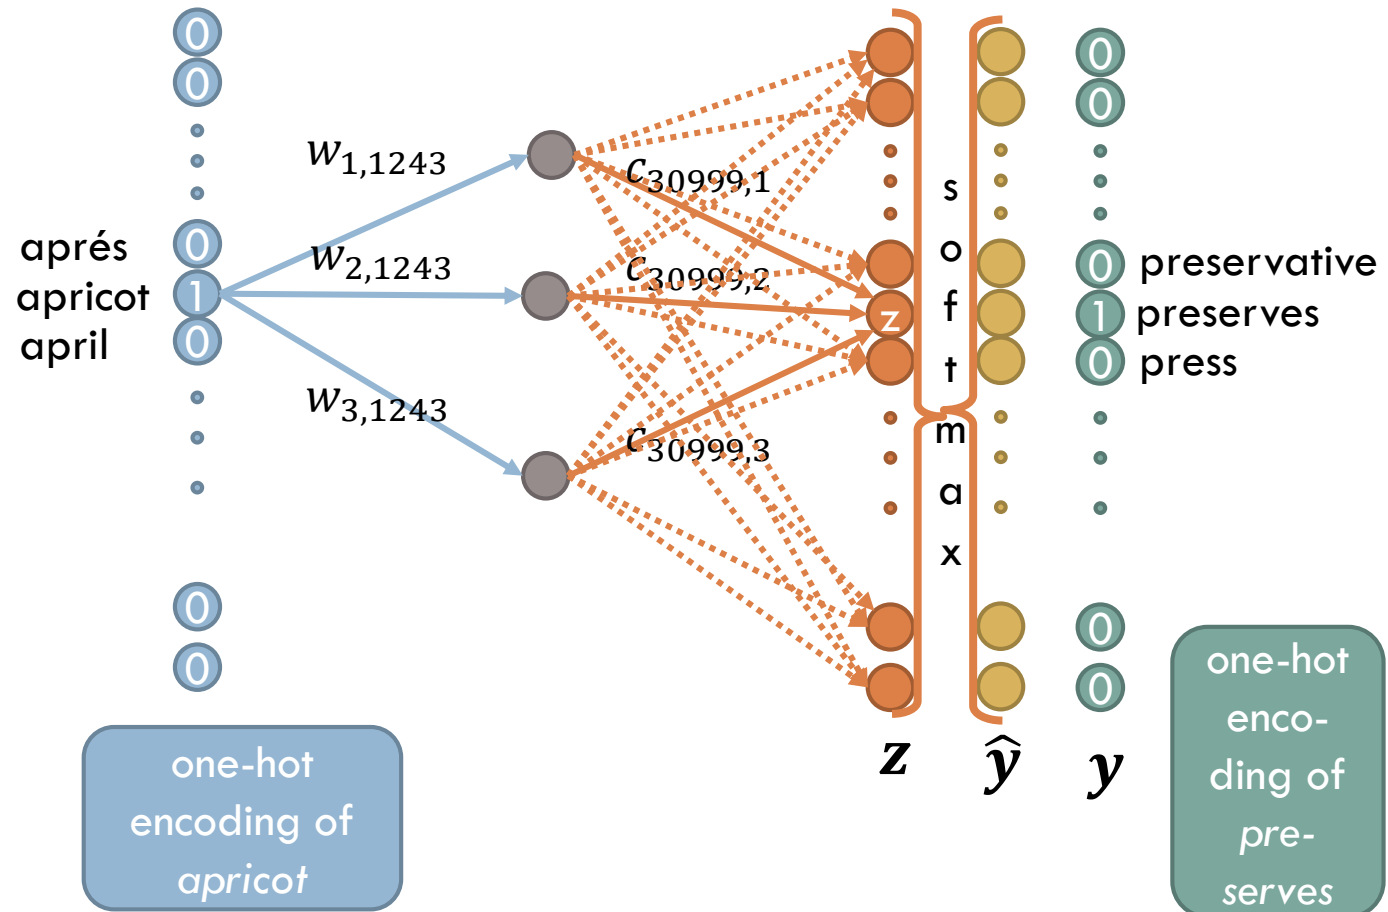 0
0
0
1
0
0
0
aprés
apricot
april
w1,1243
w2,1243
w3,1243
c30999,1
c30999,2
c30999,3
z
s
o
f
t
m
a
x
0
0
0
1
0
0
0
preservative
preserves
press
z
ŷ
y
one-hot
encoding of
apricot
one-hot
enco-
ding of
pre-
serves